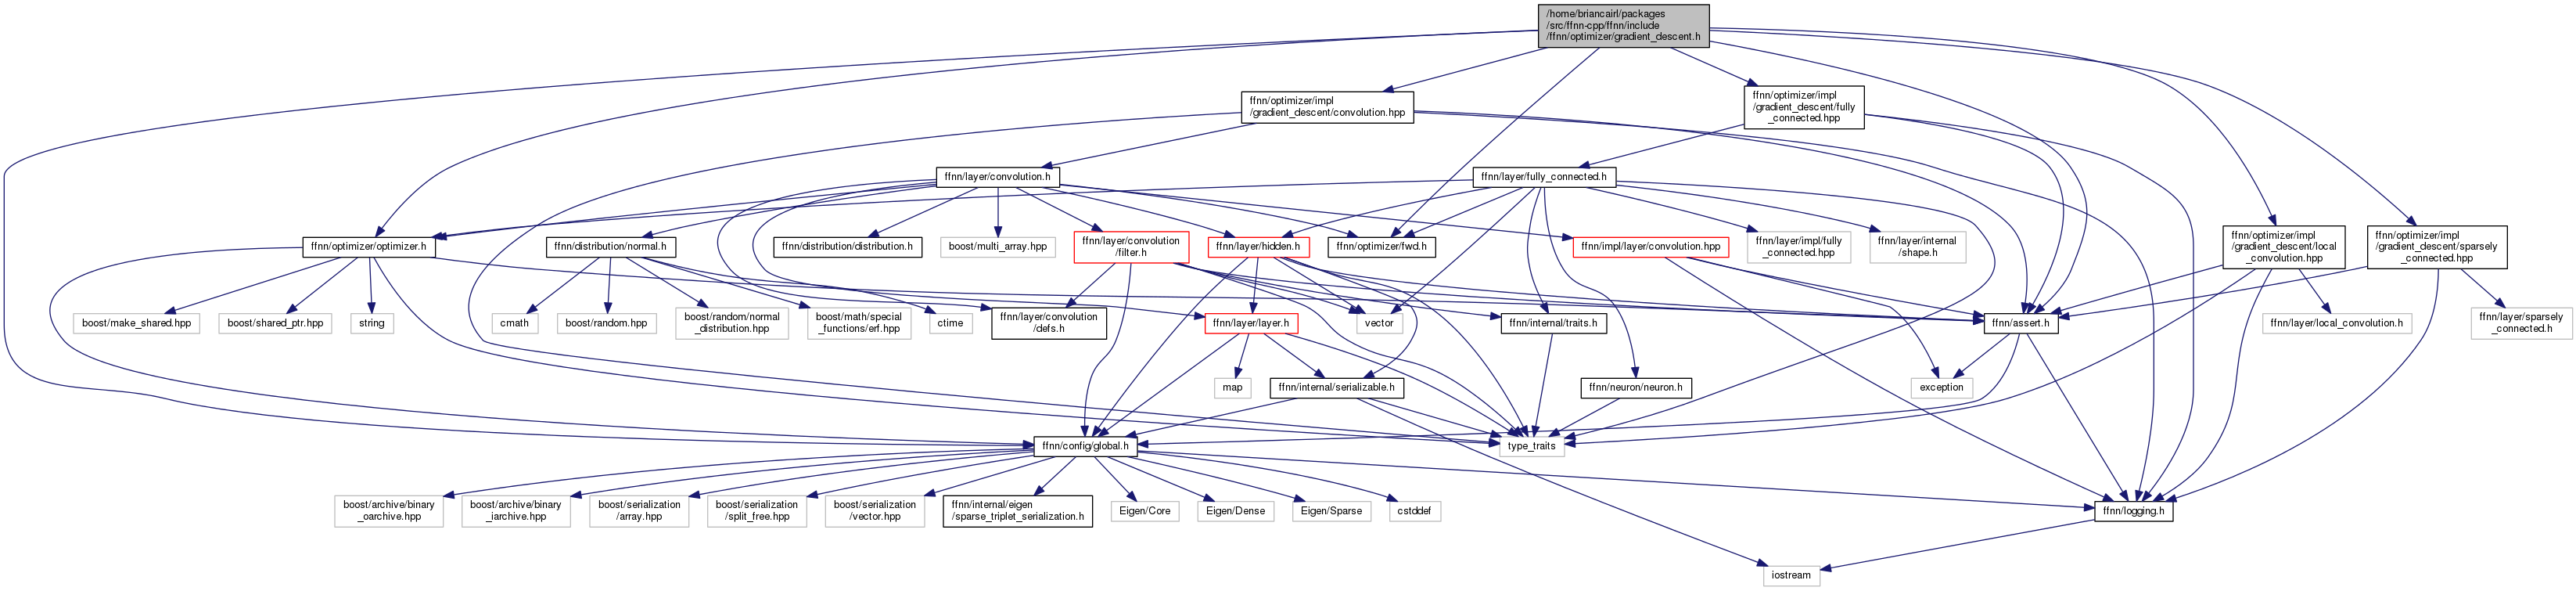 /home/briancairl/packages
/src/ffnn-cpp/ffnn/include
/ffnn/optimizer/gradient_descent.h
ffnn/optimizer/impl
/gradient_descent/convolution.hpp
ffnn/optimizer/impl
/gradient_descent/fully
_connected.hpp
ffnn/layer/convolution.h
ffnn/layer/fully_connected.h
ffnn/optimizer/optimizer.h
ffnn/distribution/normal.h
ffnn/distribution/distribution.h
boost/multi_array.hpp
ffnn/layer/convolution
/filter.h
ffnn/layer/hidden.h
ffnn/optimizer/fwd.h
ffnn/impl/layer/convolution.hpp
ffnn/layer/impl/fully
_connected.hpp
ffnn/layer/internal
/shape.h
ffnn/optimizer/impl
/gradient_descent/local
_convolution.hpp
ffnn/optimizer/impl
/gradient_descent/sparsely
_connected.hpp
boost/make_shared.hpp
boost/shared_ptr.hpp
string
cmath
boost/random.hpp
boost/random/normal
_distribution.hpp
boost/math/special
_functions/erf.hpp
ctime
ffnn/layer/convolution
/defs.h
ffnn/layer/layer.h
vector
ffnn/internal/traits.h
ffnn/assert.h
ffnn/layer/local_convolution.h
ffnn/layer/sparsely
_connected.h
map
ffnn/internal/serializable.h
ffnn/neuron/neuron.h
exception
ffnn/config/global.h
type_traits
boost/archive/binary
_oarchive.hpp
boost/archive/binary
_iarchive.hpp
boost/serialization
/array.hpp
boost/serialization
/split_free.hpp
boost/serialization
/vector.hpp
ffnn/internal/eigen
/sparse_triplet_serialization.h
Eigen/Core
Eigen/Dense
Eigen/Sparse
cstddef
ffnn/logging.h
iostream